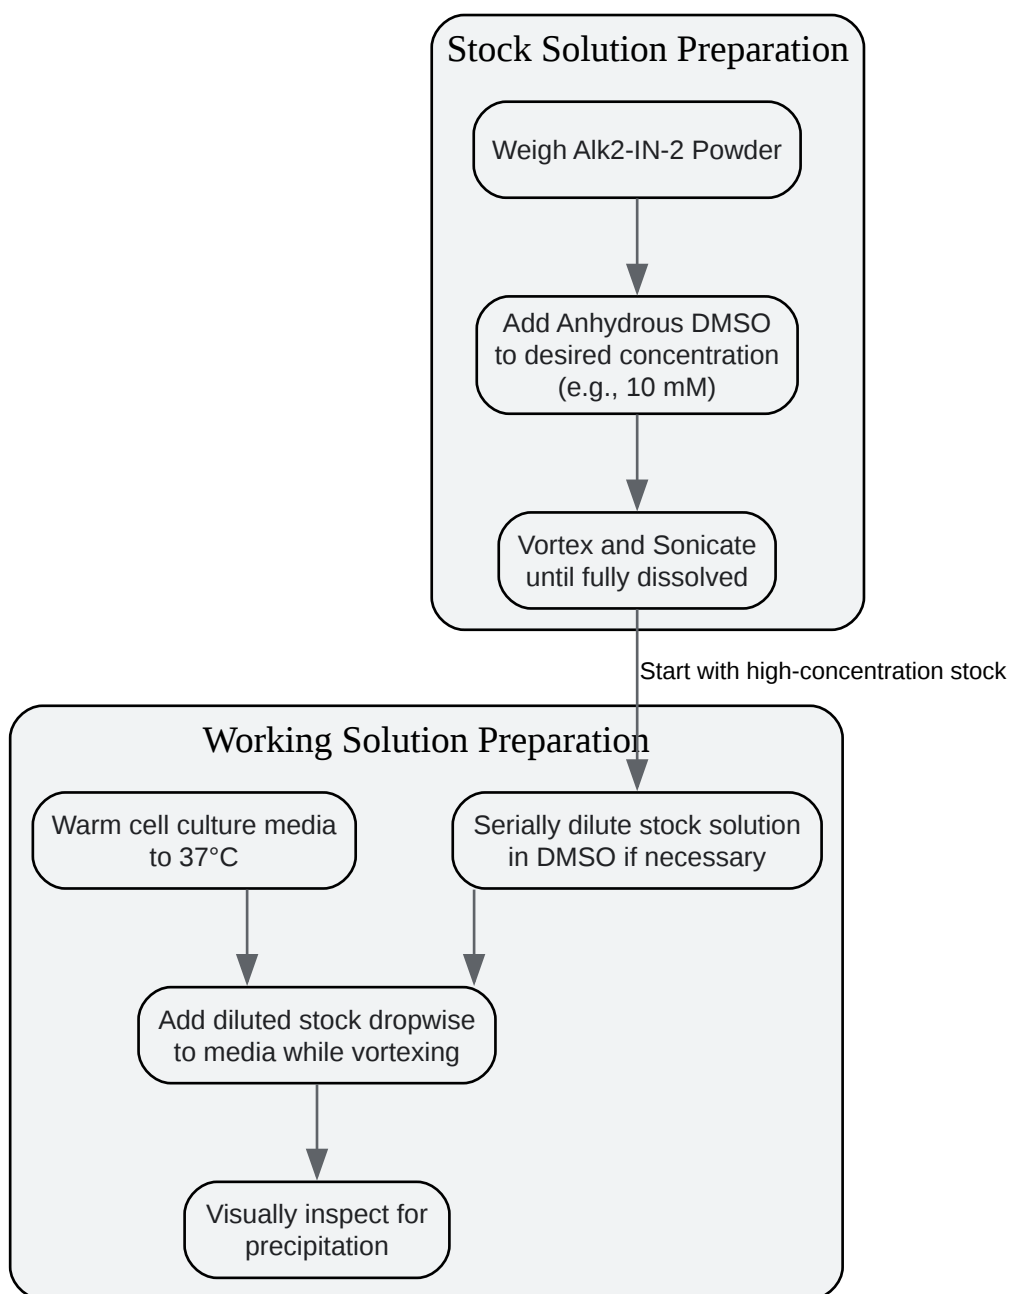 Stock Solution Preparation
Weigh Alk2-IN-2 Powder
Add Anhydrous DMSO
to desired concentration
(e.g., 10 mM)
Vortex and Sonicate
until fully dissolved
Start with high-concentration stock
Working Solution Preparation
Warm cell culture media
to 37°C
Serially dilute stock solution
in DMSO if necessary
Add diluted stock dropwise
to media while vortexing
Visually inspect for
precipitation